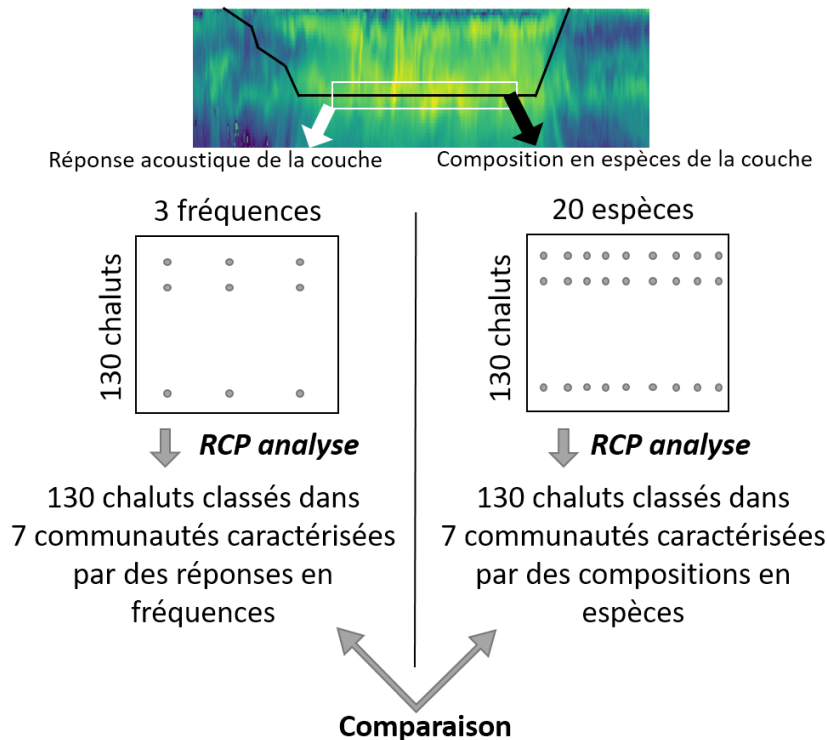 Réponse acoustique de la couche
Composition en espèces de la couche
3 fréquences
130 chaluts
RCP analyse
130 chaluts classés dans
7 communautés caractérisées
par des réponses en
fréquences
20 espèces
130 chaluts
RCP analyse
130 chaluts classés dans
7 communautés caractérisées
par des compositions en
espèces
Comparaison